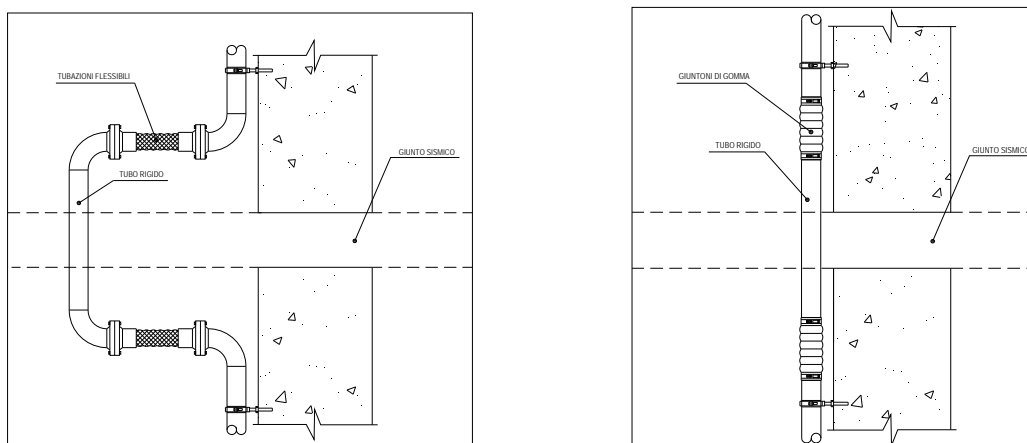 TUBAZIONI FLESSIBILI
TUBO RIGIDO
GIUNTO SISMICO
GIUNTONI DI GOMMA
TUBO RIGIDO
GIUNTO SISMICO